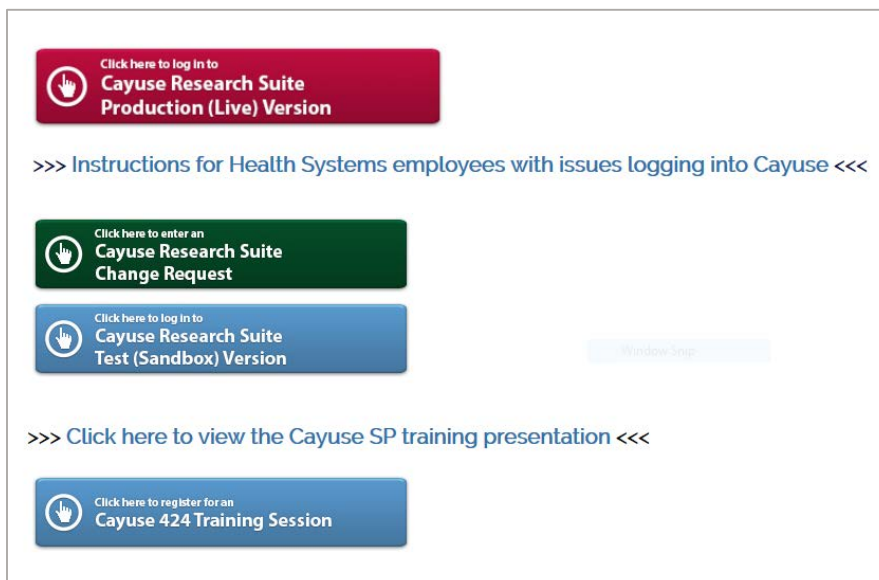 Click here to log in to
Cayuse Research Suite
Production (Live) Version
>>> Instructions for Health Systems employees with issues logging into Cayuse <<<
Click here to enter an
Cayuse Research Suite
Change Request
Click here to log in to
Cayuse Research Suite
Test (Sandbox) Version
Window Snip
>>> Click here to view the Cayuse SP training presentation <<<
Click here to register for an
Cayuse 424 Training Session